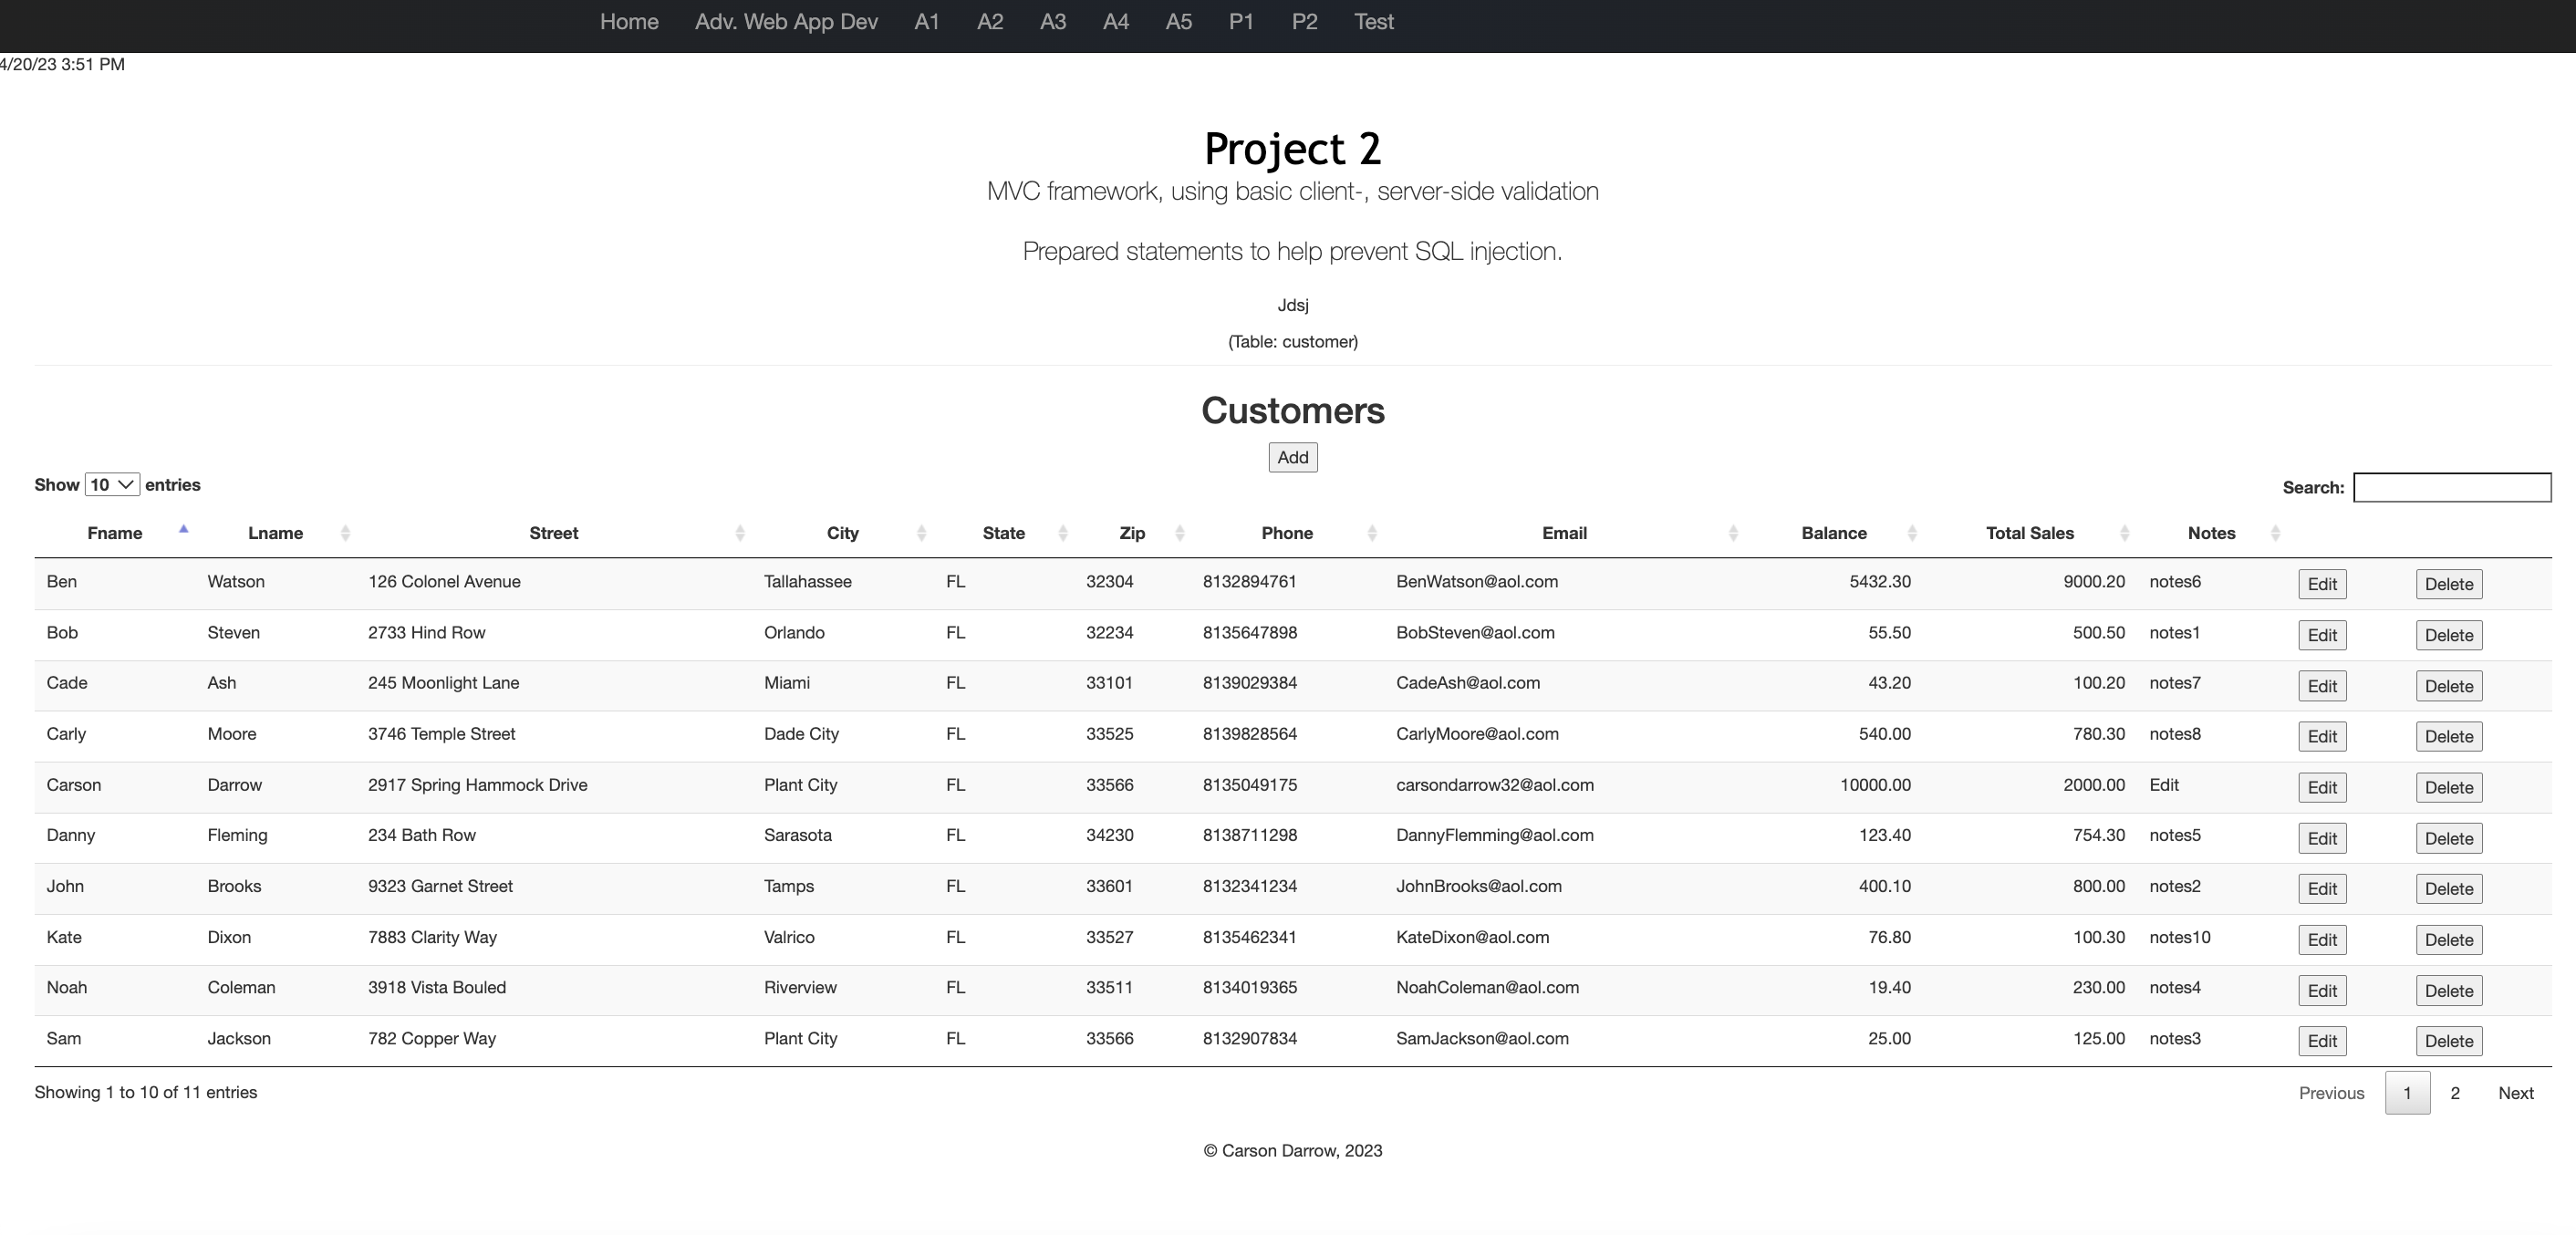 Home Adv. Web App Dev A1 A2 A3 A4 A5 P1 P2 Test
4/20/23 3:51 PM
Project 2
MVC framework, using basic client-, server-side validation
Prepared statements to help prevent SQL injection.
Jdsj
(Table: customer)
Customers
Add
Show 10 entries Search:
Fname Lname Street City State Zip Phone Email Balance Total Sales Notes
Ben Watson 126 Colonel Avenue Tallahassee FL 32304 8132894761 BenWatson@aol.com 5432.30 9000.20 notes6 Edit Delete
Bob Steven 2733 Hind Row Orlando FL 32234 8135647898 BobSteven@aol.com 55.50 500.50 notes1 Edit Delete
Cade Ash 245 Moonlight Lane Miami FL 33101 8139029384 CadeAsh@aol.com 43.20 100.20 notes7 Edit Delete
Carly Moore 3746 Temple Street Dade City FL 33525 8139828564 CarlyMoore@aol.com 540.00 780.30 notes8 Edit Delete
Carson Darrow 2917 Spring Hammock Drive Plant City FL 33566 8135049175 carsondarrow32@aol.com 10000.00 2000.00 Edit Edit Delete
Danny Fleming 234 Bath Row Sarasota FL 34230 8138711298 DannyFlemming@aol.com 123.40 754.30 notes5 Edit Delete
John Brooks 9323 Garnet Street Tamps FL 33601 8132341234 JohnBrooks@aol.com 400.10 800.00 notes2 Edit Delete
Kate Dixon 7883 Clarity Way Valrico FL 33527 8135462341 KateDixon@aol.com 76.80 100.30 notes10 Edit Delete
Noah Coleman 3918 Vista Bouled Riverview FL 33511 8134019365 NoahColeman@aol.com 19.40 230.00 notes4 Edit Delete
Sam Jackson 782 Copper Way Plant City FL 33566 8132907834 SamJackson@aol.com 25.00 125.00 notes3 Edit Delete
Showing 1 to 10 of 11 entries Previous 1 2 Next
© Carson Darrow, 2023